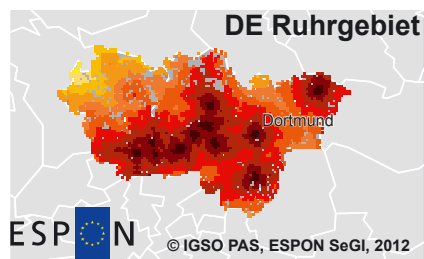 DE Ruhrgebiet
Dortmund
ESPON
© IGSO PAS, ESPON SeGI, 2012